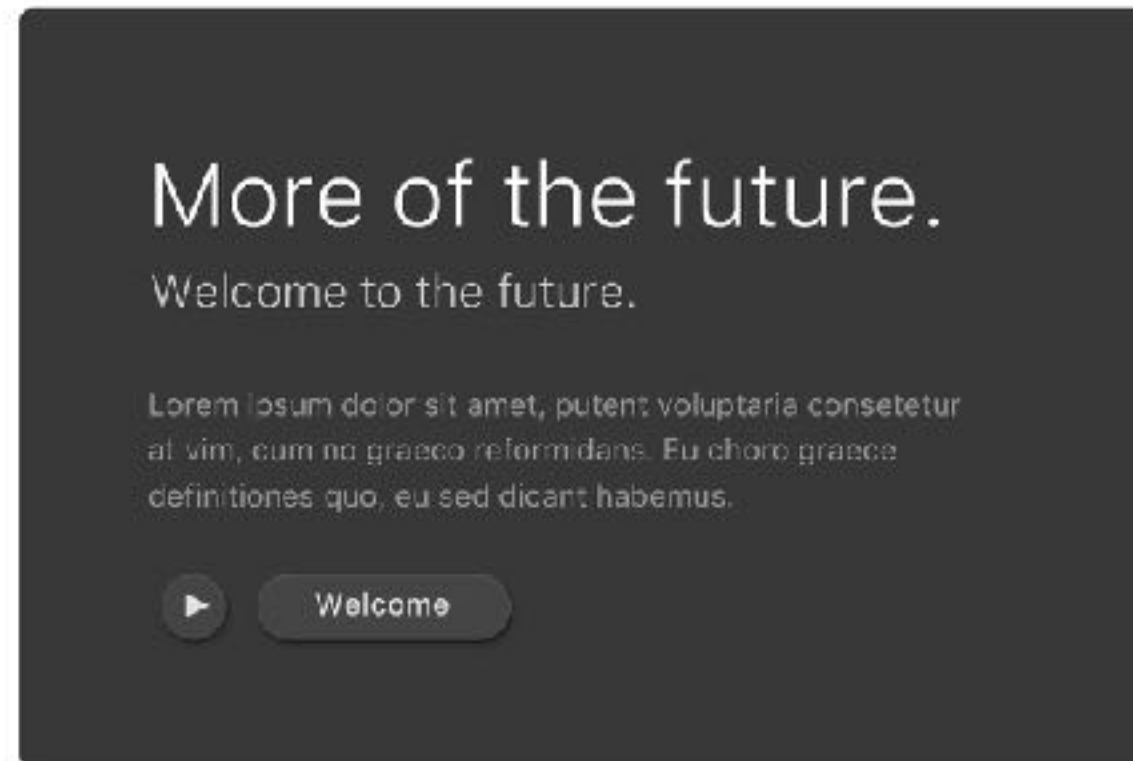 More of the future.
Welcome to the future.
Lorem ipsum dolor sit amet, putent voluptaria consetetur
at vim, cum no graeco reformidans. Eu choro graece
definitiones quo, eu sed dicant habemus.
Welcome